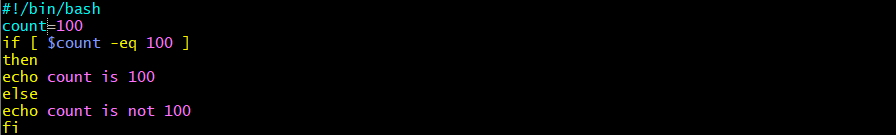 #!/bin/bash
count=100
if [ $count -eq 100 ]
then
echo count is 100
else
echo count is not 100
fi